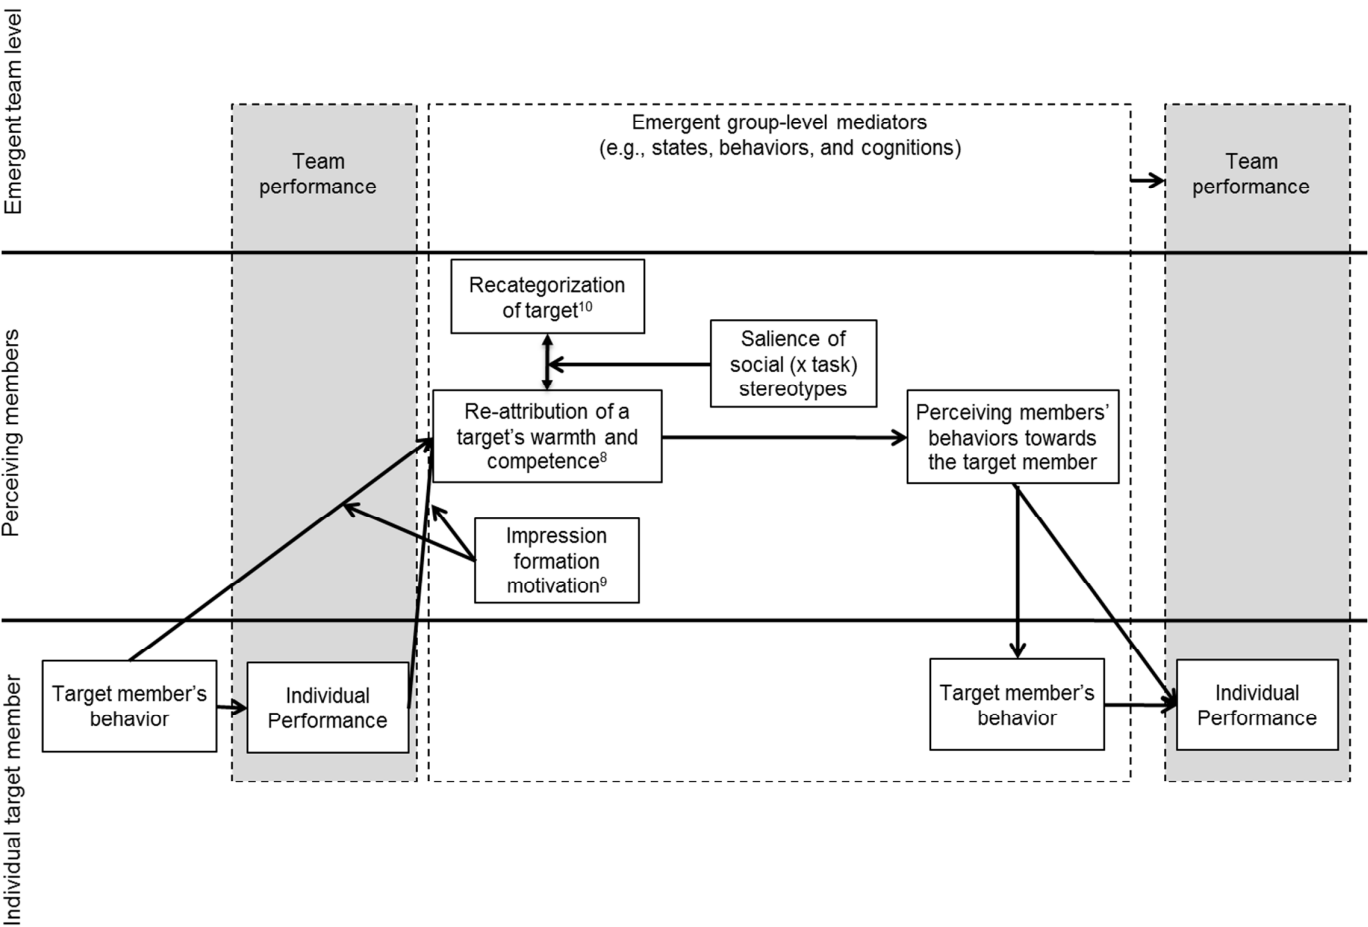 Emergent team level
Team
performance
Emergent group-level mediators
(e.g., states, behaviors, and cognitions)
Team
performance
Perceiving members
Recategorization
of target¹⁰
Salience of
social (x task)
stereotypes
Re-attribution of a
target’s warmth and
competence⁸
Perceiving members’
behaviors towards
the target member
Impression
formation
motivation⁹
Individual target member
Target member’s
behavior
Individual
Performance
Target member’s
behavior
Individual
Performance